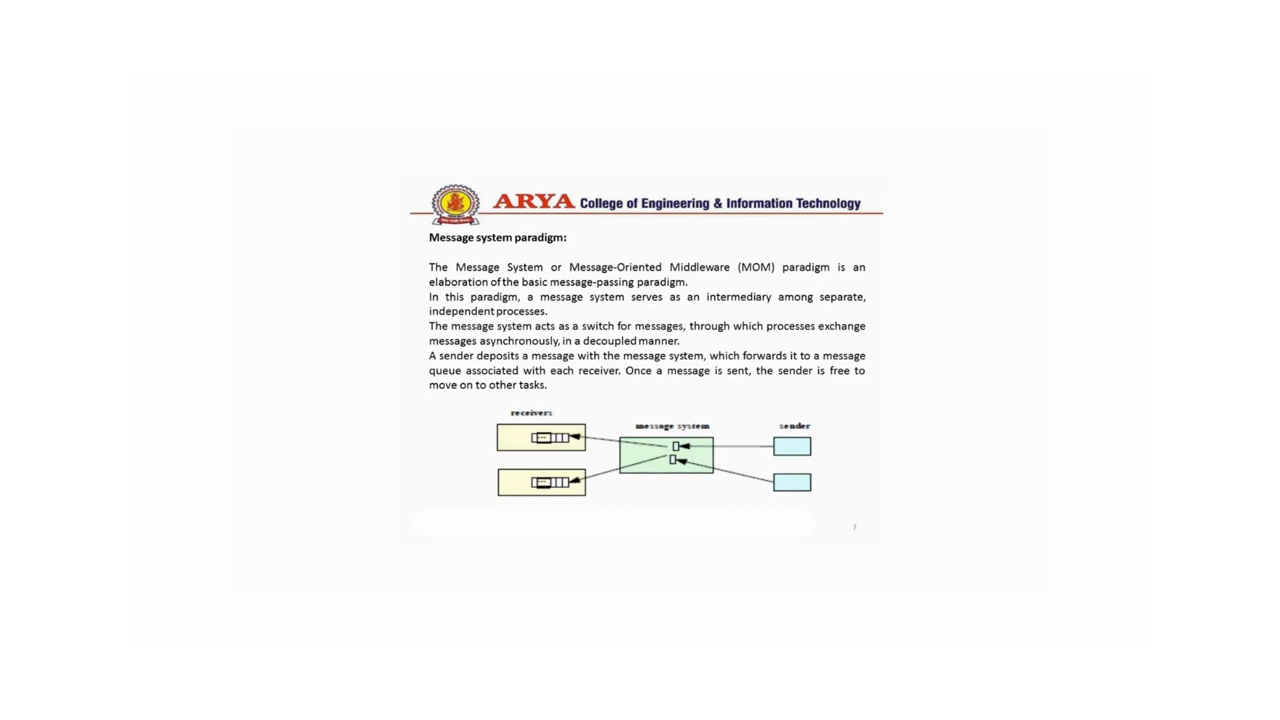 ARYA College of Engineering & Information Technology
Message system paradigm:
The Message System or Message-Oriented Middleware (MOM) paradigm is an
elaboration of the basic message-passing paradigm.
In this paradigm, a message system serves as an intermediary among separate,
independent processes.
The message system acts as a switch for messages, through which processes exchange
messages asynchronously, in a decoupled manner.
A sender deposits a message with the message system, which forwards it to a message
queue associated with each receiver. Once a message is sent, the sender is free to
move on to other tasks.
receivers
message system
sender
7